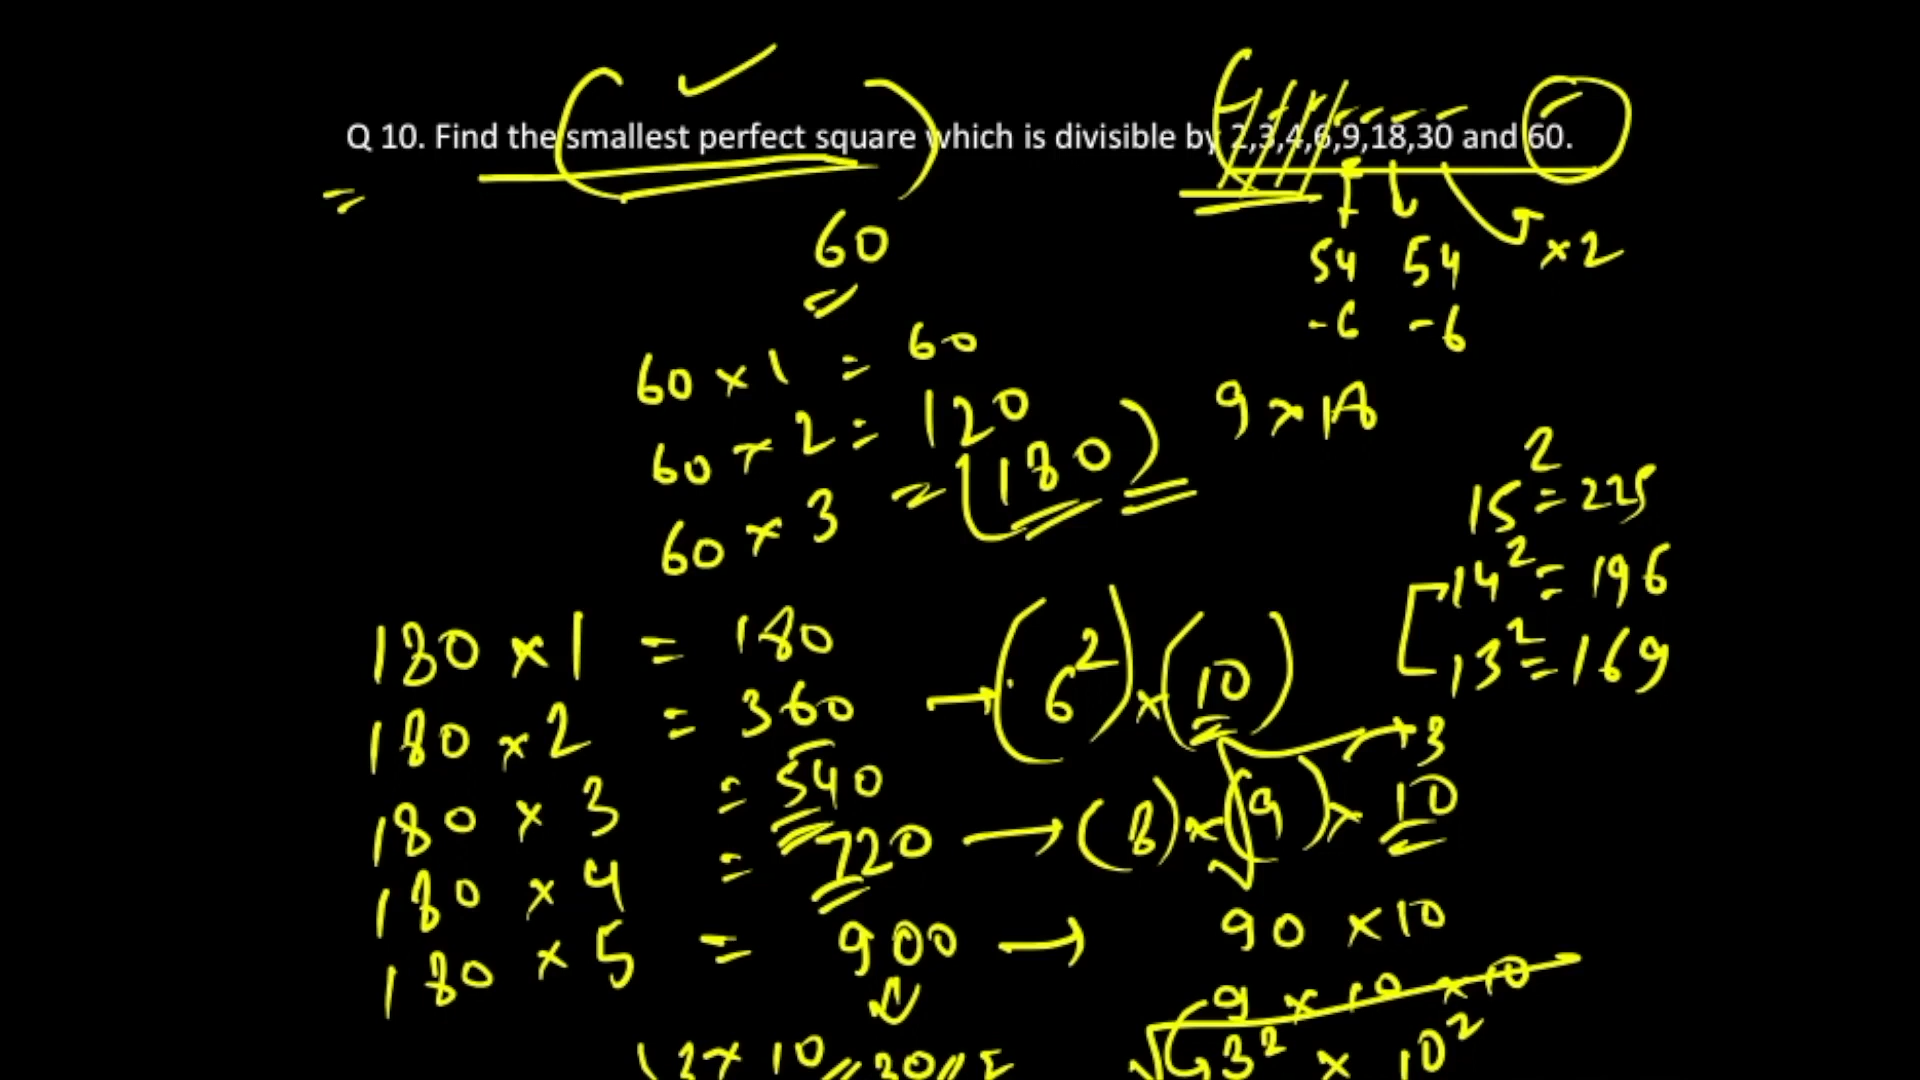 Q 10. Find the smallest perfect square which is divisible by 2,3,4,6,9,18,30 and 60.
60
54 54 ×2
-6 -6
60 × 1 = 60
60 × 2 = 120
60 × 3 = (180)
9 × 18
15² = 225
14² = 196
13² = 169
180 × 1 = 180
180 × 2 = 360 → (6²) × (10)
180 × 3 = 540
3
180 × 4 = 720 → (8) × (9) × 10
180 × 5 = 900 → 90 × 10
9 × 10 × 10
3² × 10²